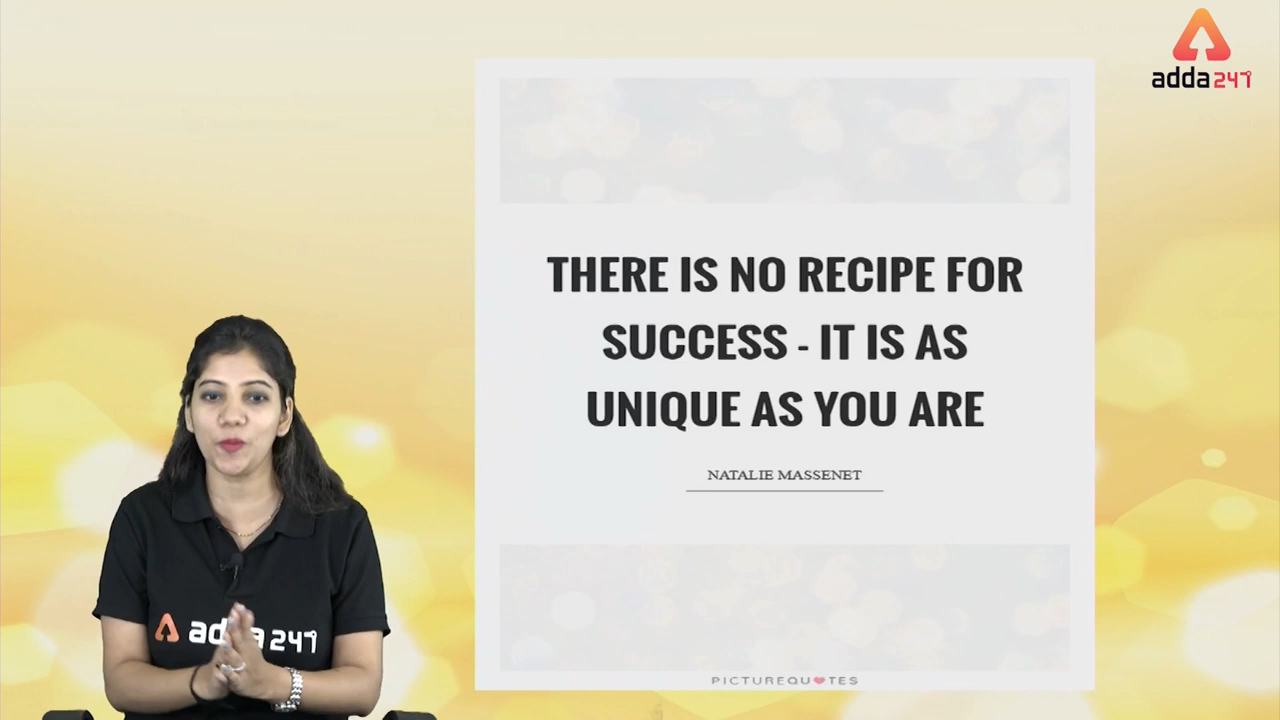 adda247
THERE IS NO RECIPE FOR
SUCCESS - IT IS AS
UNIQUE AS YOU ARE
NATALIE MASSENET
adda247
PICTUREQUOTES